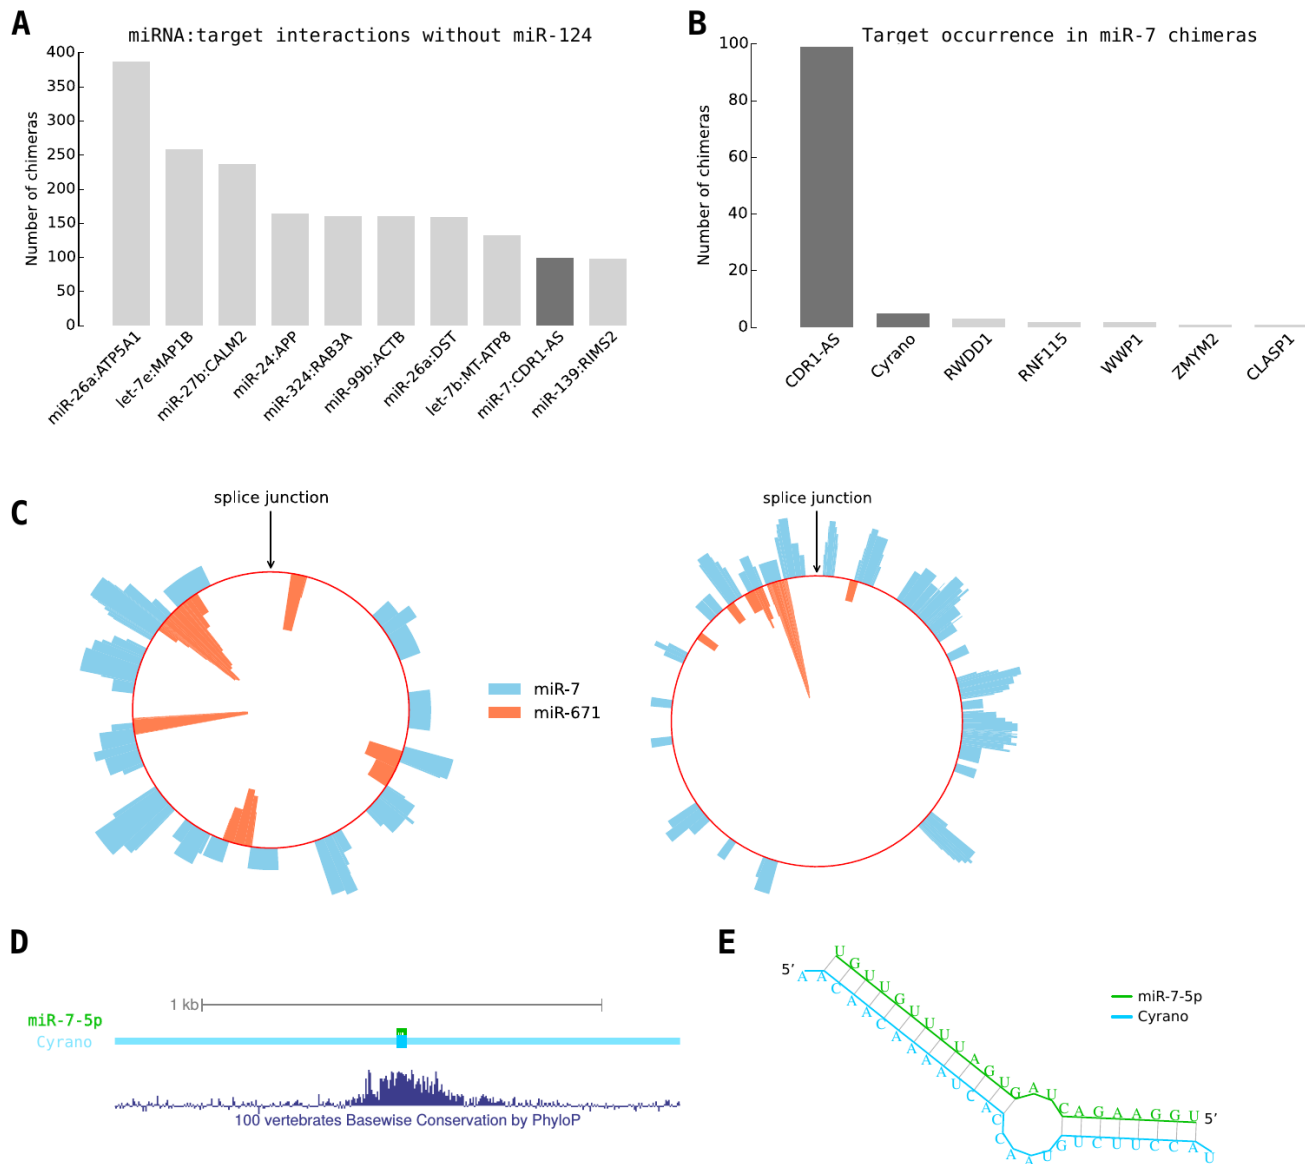 A
miRNA:target interactions without miR-124
Number of chimeras
400
350
300
250
200
150
100
50
0
miR-26a:ATP5A1
let-7e:MAP1B
miR-27b:CALM2
miR-24:APP
miR-324:RAB3A
miR-99b:ACTB
miR-26a:DST
let-7b:MT-ATP8
miR-7:CDR1-AS
miR-139:RIMS2
B
Target occurrence in miR-7 chimeras
Number of chimeras
100
80
60
40
20
0
CDR1-AS
Cyrano
RWDD1
RNF115
WWP1
ZMYM2
CLASP1
C
splice junction
splice junction
miR-7
miR-671
D
1 kb
miR-7-5p
Cyrano
100 vertebrates Basewise Conservation by PhyloP
E
5’
UGUUGUUUUAGUGAUCAGAAGGU
5’
AACAACAAAAUCACCAAUGUCUUCCAU
miR-7-5p
Cyrano